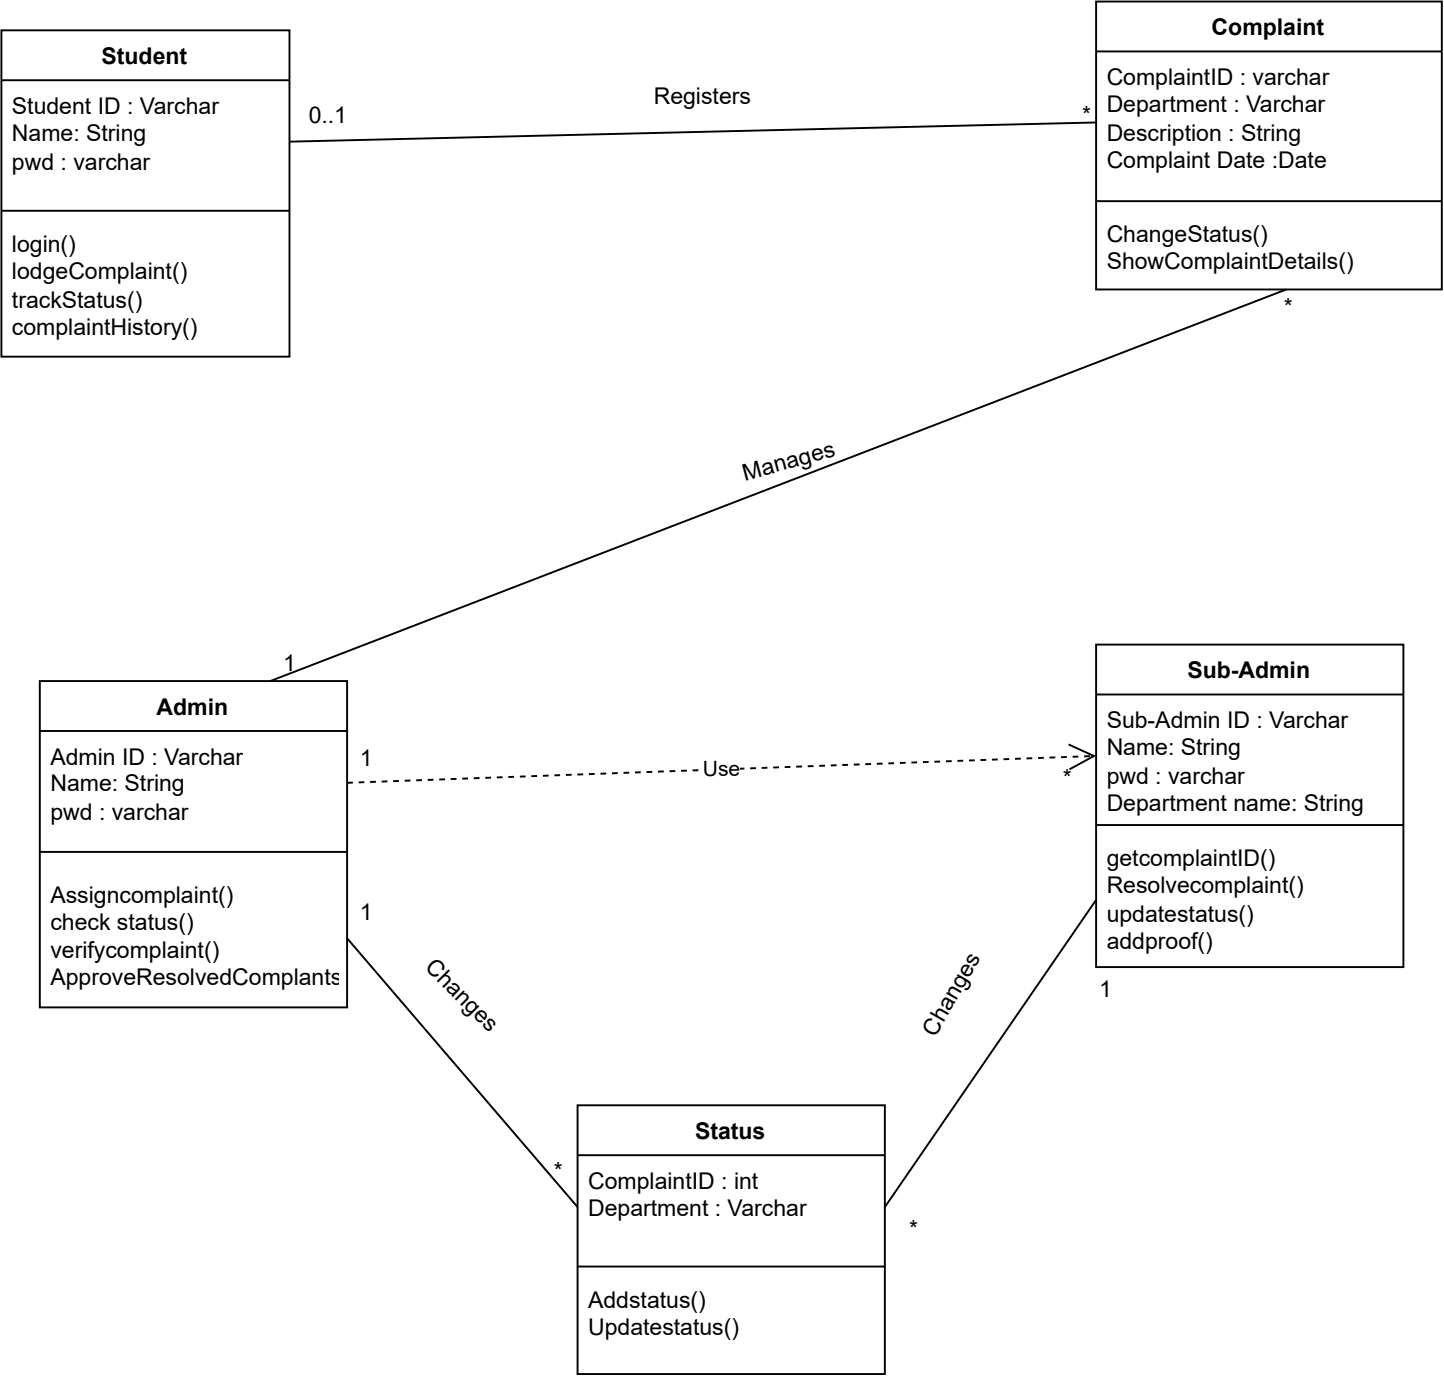 Student
Student ID : Varchar
Name: String
pwd : varchar
login()
lodgeComplaint()
trackStatus()
complaintHistory()
0..1
Registers
*
Complaint
ComplaintID : varchar
Department : Varchar
Description : String
Complaint Date :Date
ChangeStatus()
ShowComplaintDetails()
*
Manages
1
Admin
Admin ID : Varchar
Name: String
pwd : varchar
Assigncomplaint()
check status()
verifycomplaint()
ApproveResolvedComplants
1
Use
*
Sub-Admin
Sub-Admin ID : Varchar
Name: String
pwd : varchar
Department name: String
getcomplaintID()
Resolvecomplaint()
updatestatus()
addproof()
1
Changes
*
1
Changes
*
Status
ComplaintID : int
Department : Varchar
Addstatus()
Updatestatus()